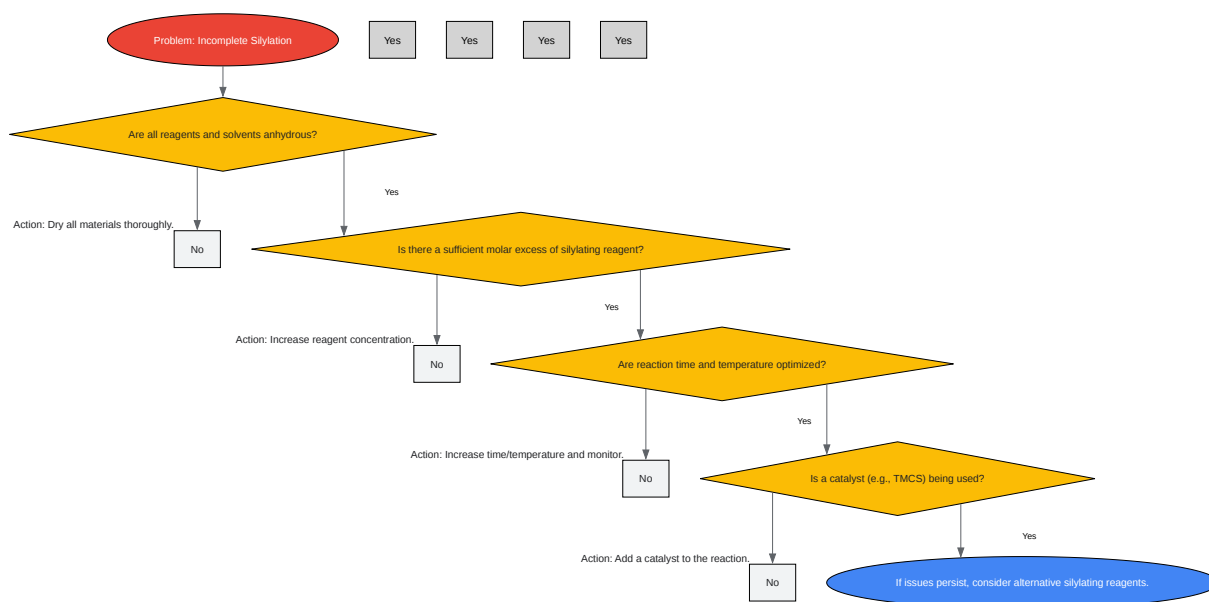 Problem: Incomplete Silylation
Yes
Yes
Yes
Yes
Are all reagents and solvents anhydrous?
Yes
Action: Dry all materials thoroughly.
No
Is there a sufficient molar excess of silylating reagent?
Yes
Action: Increase reagent concentration.
No
Are reaction time and temperature optimized?
Yes
Action: Increase time/temperature and monitor.
No
Is a catalyst (e.g., TMCS) being used?
Yes
Action: Add a catalyst to the reaction.
No
If issues persist, consider alternative silylating reagents.